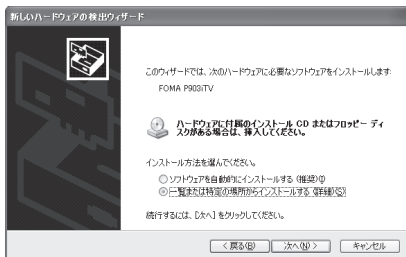 新しいハードウェアの検出ウィザード
このウィザードでは、次のハードウェアに必要なソフトウェアをインストールします:
FOMA P903iTV
ハードウェアに付属のインストール CD またはフロッピー ディ
スクがある場合は、挿入してください。
インストール方法を選んでください。
ソフトウェアを自動的にインストールする (推奨)(I)
一覧または特定の場所からインストールする (詳細)(S)
続行するには、[次へ] をクリックしてください。
< 戻る(B)
次へ(N) >
キャンセル